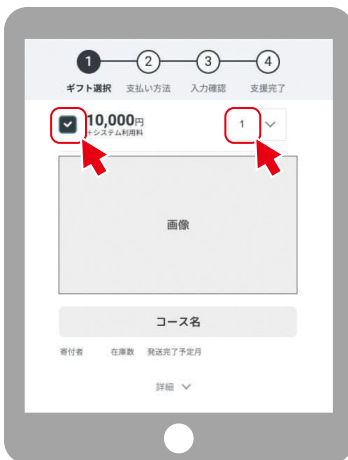 1 2 3 4
ギフト選択 支払い方法 入力確認 支援完了
10,000円 1
+システム利用料
画像
コース名
寄付者 在庫数 発送完了予定月
詳細